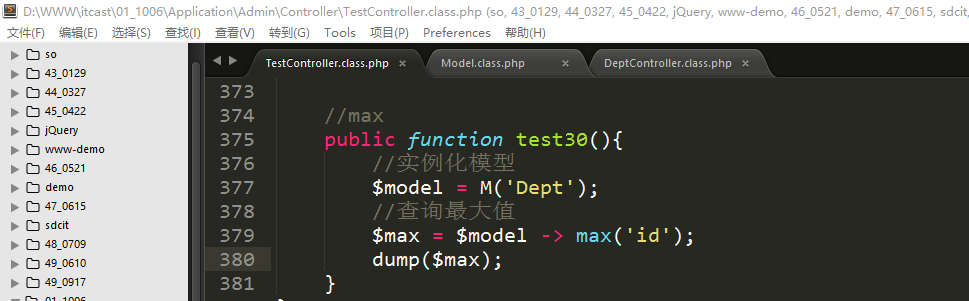 D:\WWW\itcast\01_1006\Application\Admin\Controller\TestController.class.php (so, 43_0129, 44_0327, 45_0422, jQuery, www-demo, 46_0521, demo, 47_0615, sdcit,
文件(F) 编辑(E) 选择(S) 查找(I) 查看(V) 转到(G) Tools 项目(P) Preferences 帮助(H)
TestController.class.php × Model.class.php × DeptController.class.php ×
so
43_0129
44_0327
45_0422
jQuery
www-demo
46_0521
demo
47_0615
sdcit
48_0709
49_0610
49_0917
01_1006
373
374 //max
375 public function test30(){
376 //实例化模型
377 $model = M('Dept');
378 //查询最大值
379 $max = $model -> max('id');
380 dump($max);
381 }